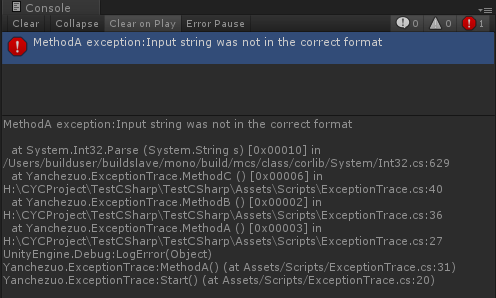 Console
Clear Collapse Clear on Play Error Pause 0 0 1
MethodA exception:Input string was not in the correct format
MethodA exception:Input string was not in the correct format
at System.Int32.Parse (System.String s) [0x00010] in
/Users/builduser/buildslave/mono/build/mcs/class/corlib/System/Int32.cs:629
at Yanchezuo.ExceptionTrace.MethodC () [0x00006] in
H:\CYCProject\TestCSharp\TestCSharp\Assets\Scripts\ExceptionTrace.cs:40
at Yanchezuo.ExceptionTrace.MethodB () [0x00002] in
H:\CYCProject\TestCSharp\TestCSharp\Assets\Scripts\ExceptionTrace.cs:36
at Yanchezuo.ExceptionTrace.MethodA () [0x00003] in
H:\CYCProject\TestCSharp\TestCSharp\Assets\Scripts\ExceptionTrace.cs:27
UnityEngine.Debug:LogError(Object)
Yanchezuo.ExceptionTrace:MethodA() (at Assets/Scripts/ExceptionTrace.cs:31)
Yanchezuo.ExceptionTrace:Start() (at Assets/Scripts/ExceptionTrace.cs:20)